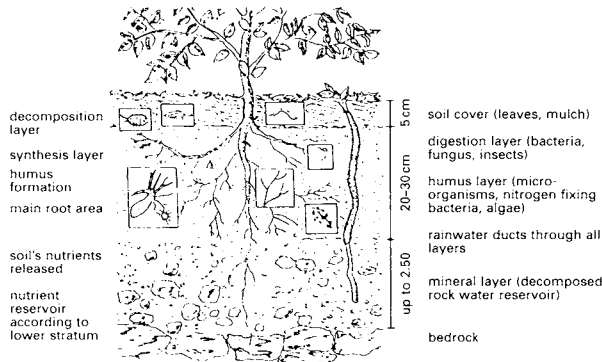 decomposition
layer
synthesis layer
humus
formation
main root area
soil's nutrients
released
nutrient
reservoir
according to
lower stratum
5 cm
20–30 cm
up to 2.50
soil cover (leaves, mulch)
digestion layer (bacteria,
fungus, insects)
humus layer (micro-
organisms, nitrogen fixing
bacteria, algae)
rainwater ducts through all
layers
mineral layer (decomposed
rock water reservoir)
bedrock